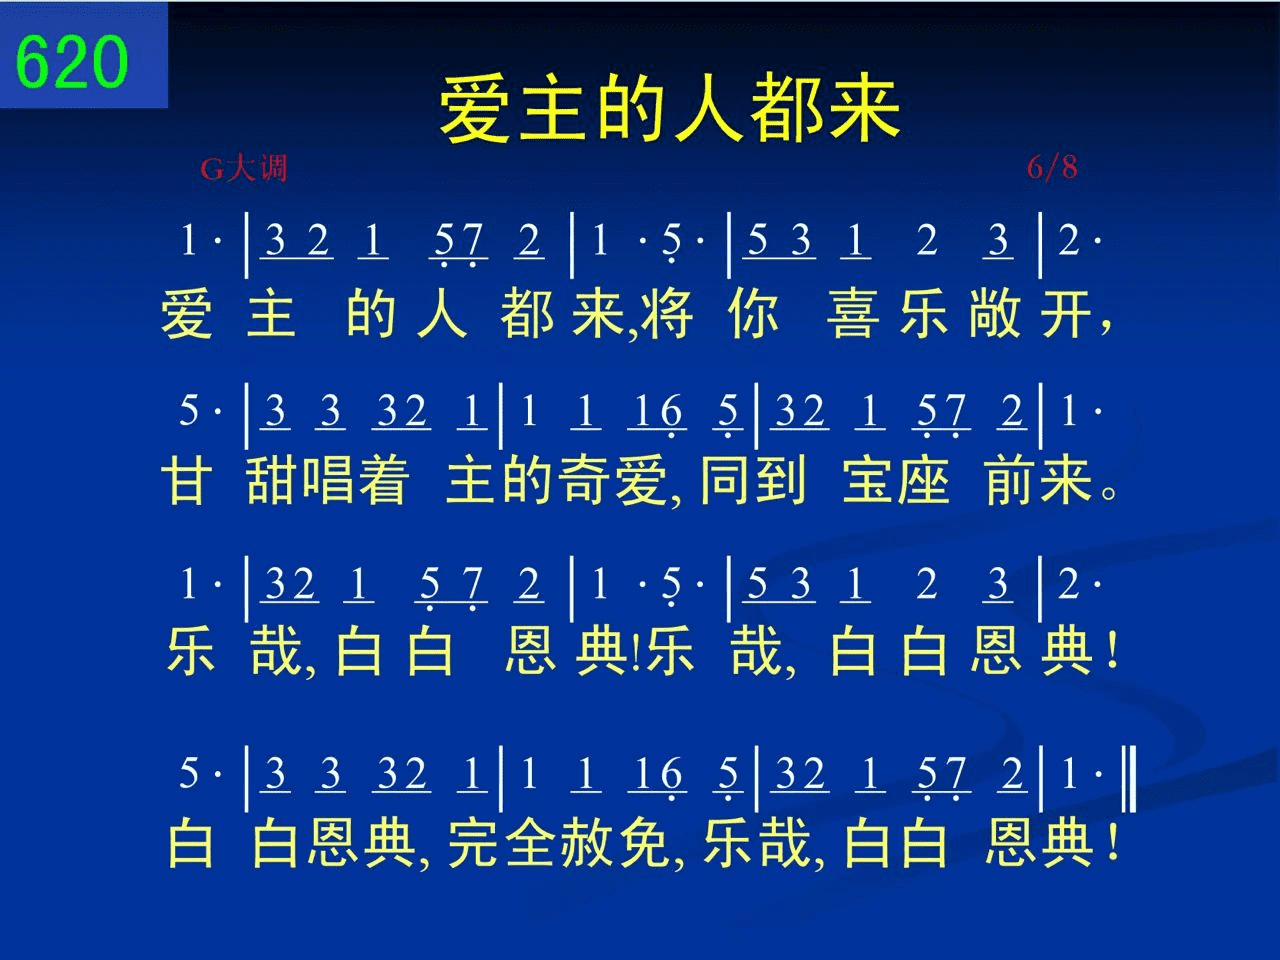 620
爱主的人都来
G大调 6/8
1· | 3 2 1 5̣7̣ 2 | 1 · 5̣· | 5 3 1 2 3 | 2·
爱 主 的 人 都 来,将 你 喜 乐 敞 开，
5· | 3 3 32 1 | 1 1 16̣ 5̣ | 32 1 5̣7̣ 2 | 1·
甘 甜唱着 主的奇爱, 同到 宝座 前来。
1· | 32 1 5̣ 7̣ 2 | 1 ·5̣· | 5 3 1 2 3 | 2·
乐 哉, 白 白 恩 典!乐 哉, 白 白 恩 典！
5· | 3 3 32 1 | 1 1 16̣ 5̣ | 32 1 5̣7̣ 2 | 1· ‖
白 白恩典, 完全赦免, 乐哉, 白白 恩典！